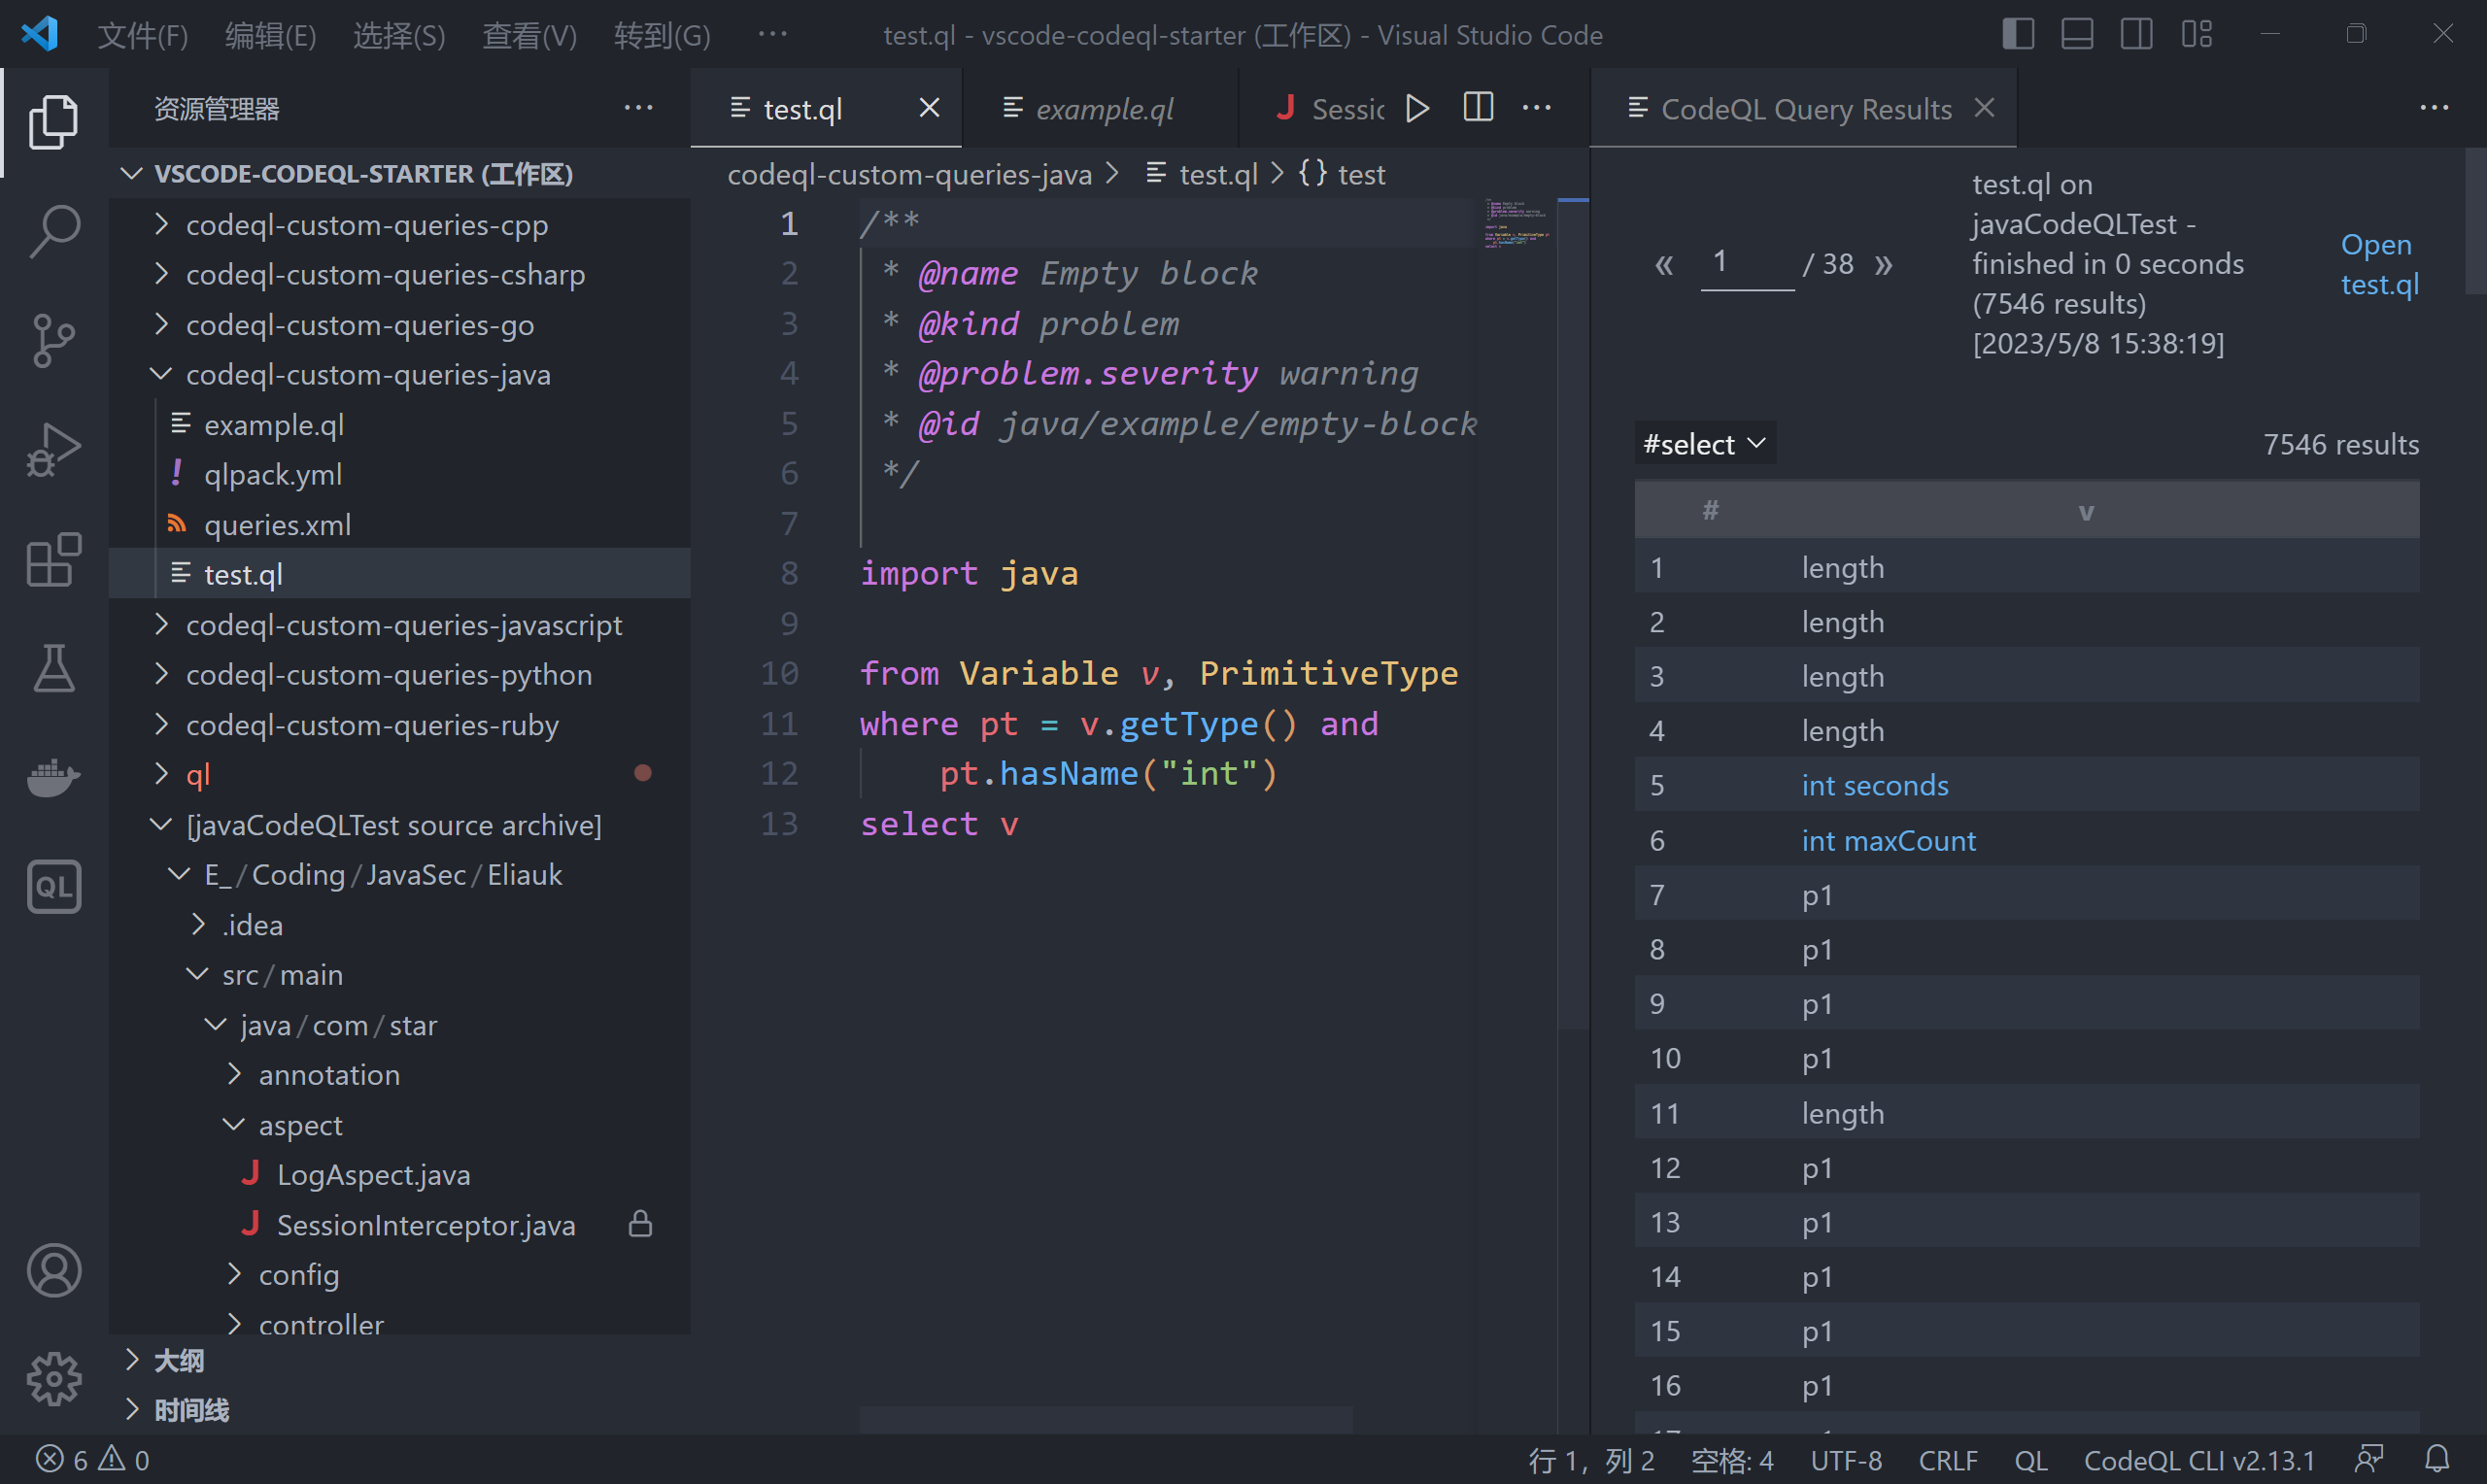 文件(F) 编辑(E) 选择(S) 查看(V) 转到(G) ··· test.ql - vscode-codeql-starter (工作区) - Visual Studio Code
资源管理器 ···
VSCODE-CODEQL-STARTER (工作区)
codeql-custom-queries-cpp
codeql-custom-queries-csharp
codeql-custom-queries-go
codeql-custom-queries-java
example.ql
! qlpack.yml
queries.xml
test.ql
codeql-custom-queries-javascript
codeql-custom-queries-python
codeql-custom-queries-ruby
ql
[javaCodeQLTest source archive]
E_/Coding/JavaSec/Eliauk
.idea
src/main
java/com/star
annotation
aspect
J LogAspect.java
J SessionInterceptor.java
config
controller
大纲
时间线
QL
test.ql example.ql J Sessic ···
codeql-custom-queries-java > test.ql > {} test
1 /**
2 * @name Empty block
3 * @kind problem
4 * @problem.severity warning
5 * @id java/example/empty-block
6 */
7
8 import java
9
10 from Variable v, PrimitiveType
11 where pt = v.getType() and
12 pt.hasName("int")
13 select v
CodeQL Query Results ···
« 1 / 38 »
test.ql on
javaCodeQLTest -
finished in 0 seconds
(7546 results)
[2023/5/8 15:38:19]
Open
test.ql
#select 7546 results
# v
1 length
2 length
3 length
4 length
5 int seconds
6 int maxCount
7 p1
8 p1
9 p1
10 p1
11 length
12 p1
13 p1
14 p1
15 p1
16 p1
17 p1
6 0 行 1，列 2 空格: 4 UTF-8 CRLF QL CodeQL CLI v2.13.1